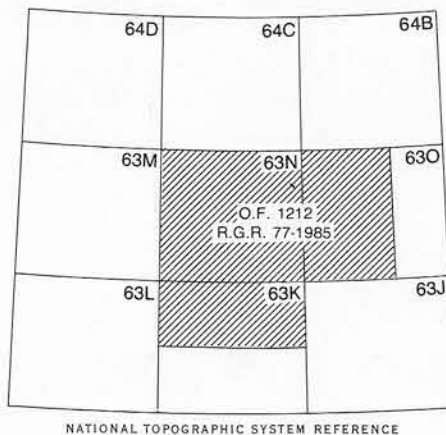 64D 64C 64B
63M 63N 63O
O.F. 1212
R.G.R. 77-1985
63L 63K 63J
NATIONAL TOPOGRAPHIC SYSTEM REFERENCE